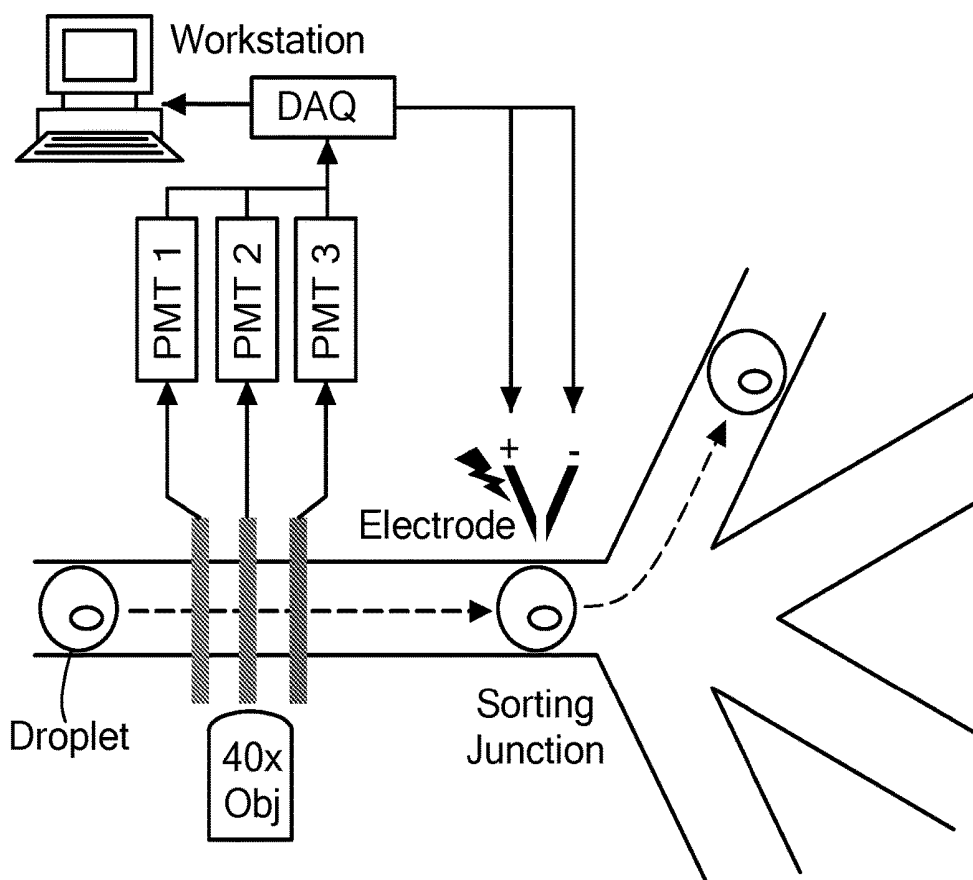 Workstation
DAQ
PMT 1
PMT 2
PMT 3
+ -
Electrode
Droplet
Sorting
Junction
40x
Obj